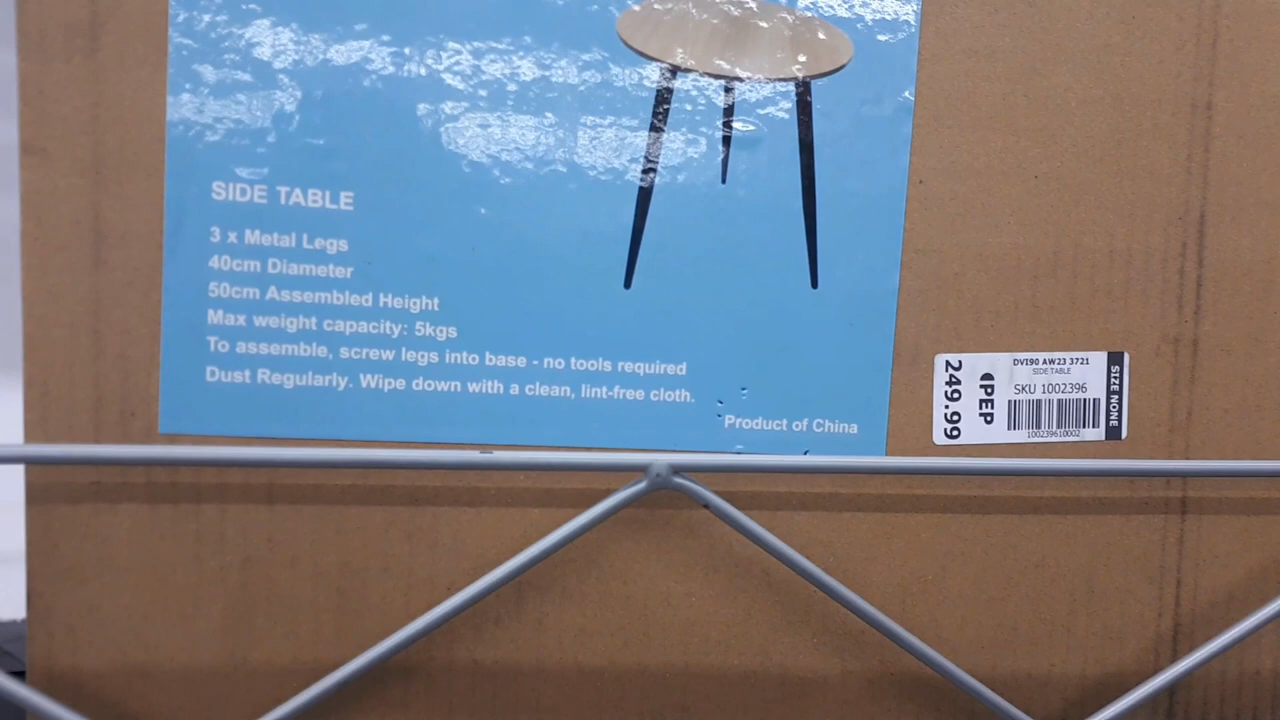 SIDE TABLE
3 x Metal Legs
40cm Diameter
50cm Assembled Height
Max weight capacity: 5kgs
To assemble, screw legs into base - no tools required
Dust Regularly. Wipe down with a clean, lint-free cloth.
Product of China
DVI90 AW23 3721
SIDE TABLE
SKU 1002396
100239610002
SIZE NONE
PEP
249.99